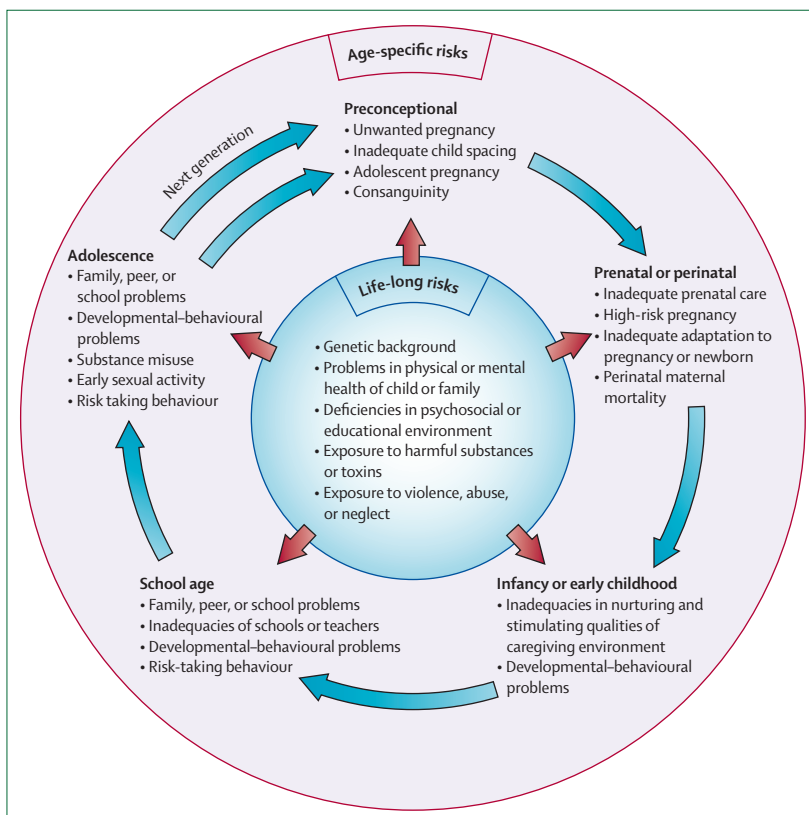 Age-specific risks
Preconceptional
• Unwanted pregnancy
• Inadequate child spacing
• Adolescent pregnancy
• Consanguinity
Next generation
Adolescence
• Family, peer, or
school problems
• Developmental–behavioural
problems
• Substance misuse
• Early sexual activity
• Risk taking behaviour
Prenatal or perinatal
• Inadequate prenatal care
• High-risk pregnancy
• Inadequate adaptation to
pregnancy or newborn
• Perinatal maternal
mortality
Life-long risks
• Genetic background
• Problems in physical or mental
health of child or family
• Deficiencies in psychosocial or
educational environment
• Exposure to harmful substances
or toxins
• Exposure to violence, abuse,
or neglect
School age
• Family, peer, or school problems
• Inadequacies of schools or teachers
• Developmental–behavioural problems
• Risk-taking behaviour
Infancy or early childhood
• Inadequacies in nurturing and
stimulating qualities of
caregiving environment
• Developmental–behavioural
problems